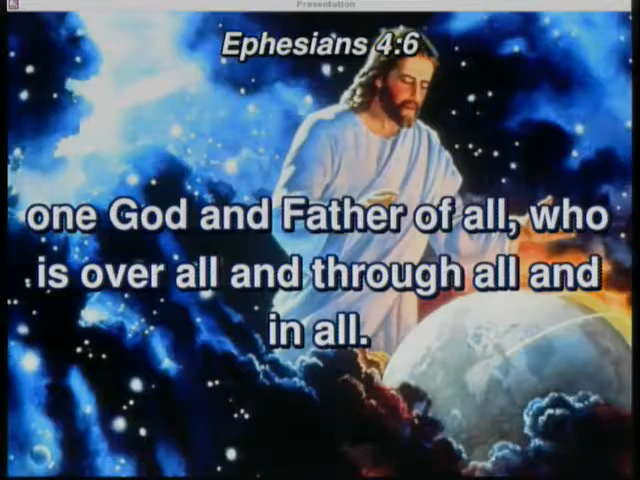 Presentation
Ephesians 4:6
one God and Father of all, who
is over all and through all and
in all.